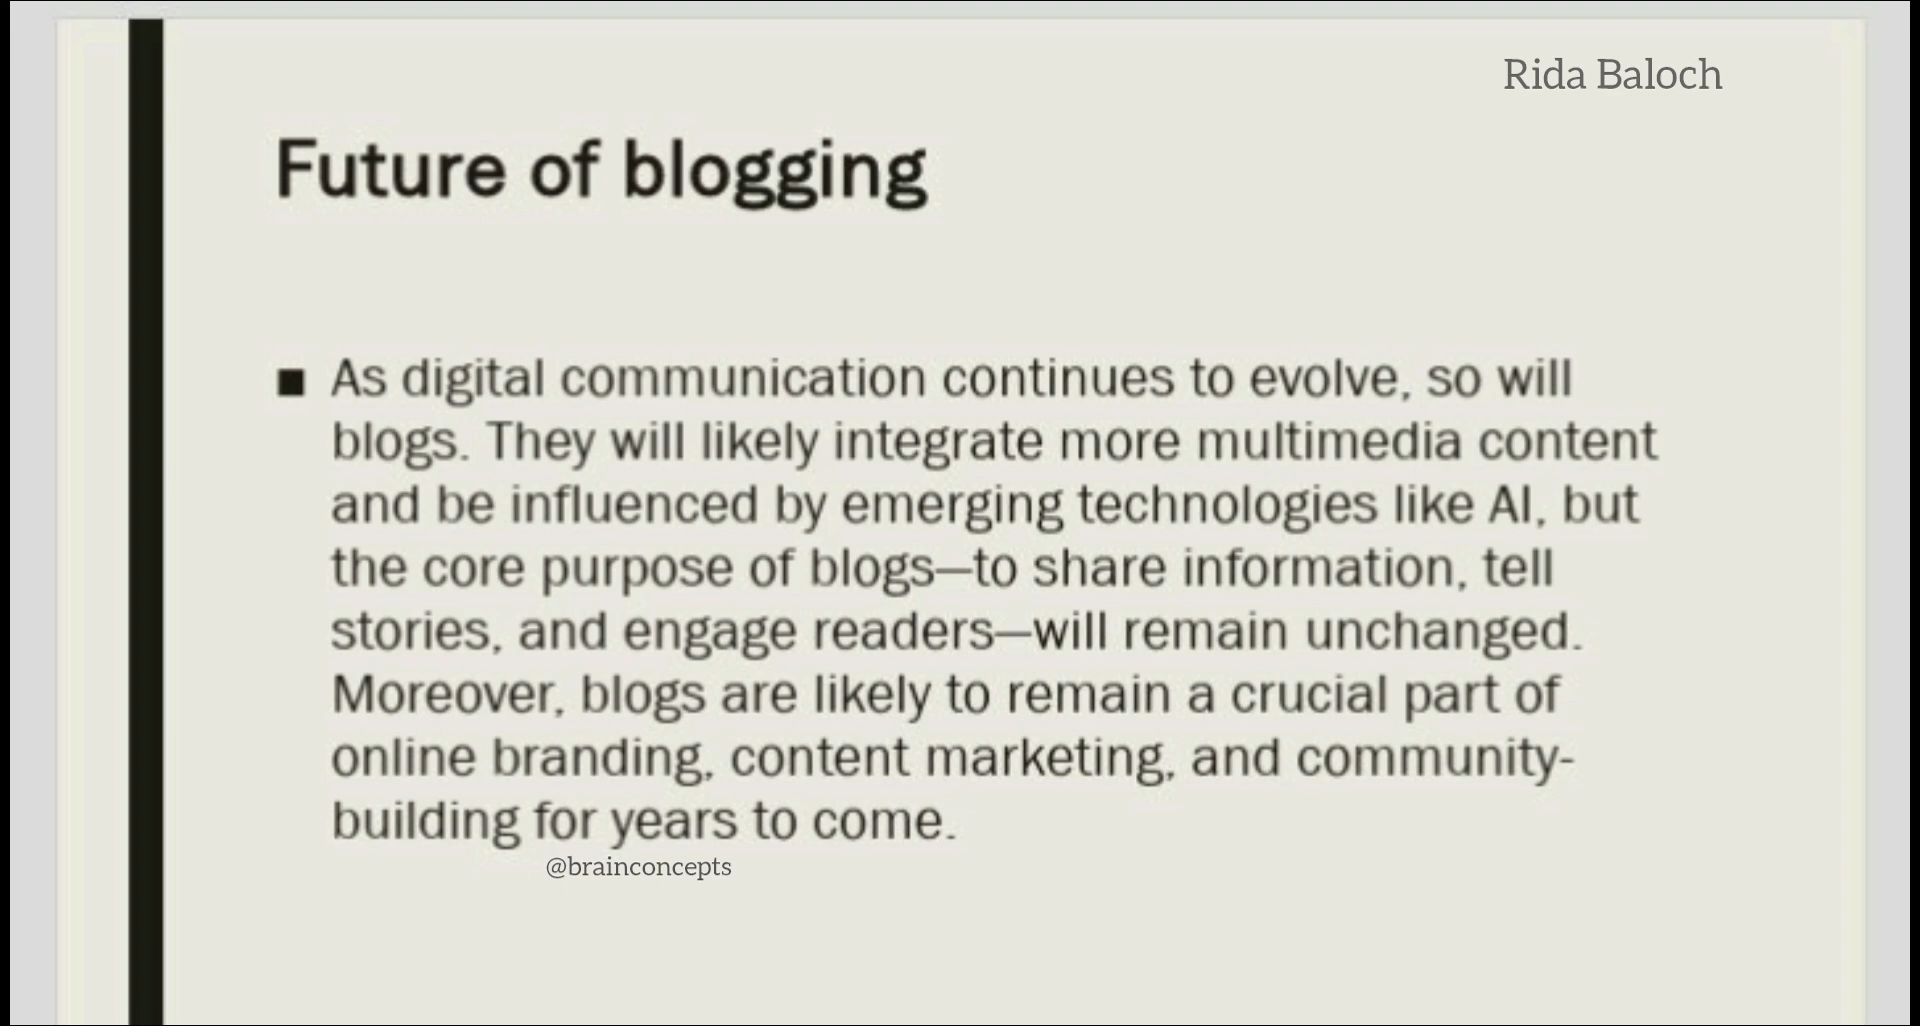 Rida Baloch
Future of blogging
■ As digital communication continues to evolve, so will
blogs. They will likely integrate more multimedia content
and be influenced by emerging technologies like AI, but
the core purpose of blogs—to share information, tell
stories, and engage readers—will remain unchanged.
Moreover, blogs are likely to remain a crucial part of
online branding, content marketing, and community-
building for years to come.
@brainconcepts